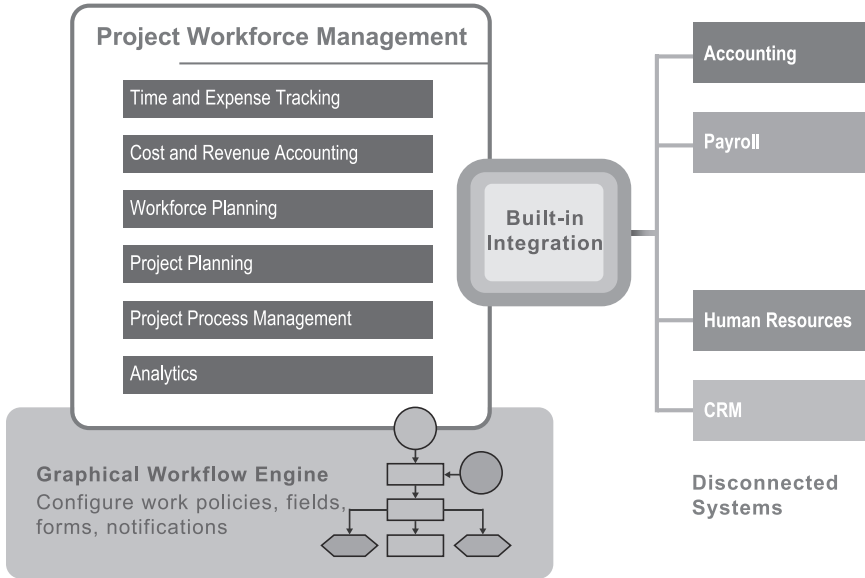 Project Workforce Management
Time and Expense Tracking
Cost and Revenue Accounting
Workforce Planning
Project Planning
Project Process Management
Analytics
Built-in
Integration
Accounting
Payroll
Human Resources
CRM
Disconnected
Systems
Graphical Workflow Engine
Configure work policies, fields,
forms, notifications